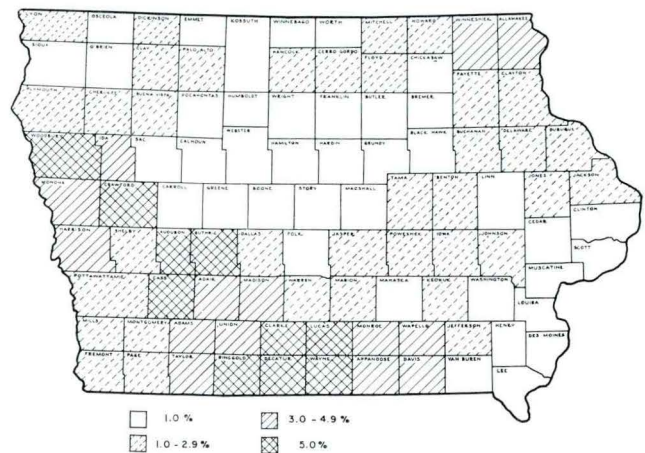 LYON OSCEOLA DICKINSON EMMET KOSSUTH WINNEBAGO WORTH MITCHELL HOWARD WINNESHIEK ALLAMAKEE
SIOUX O'BRIEN CLAY PALO ALTO HANCOCK CERRO GORDO FLOYD CHICKASAW
PLYMOUTH CHEROKEE BUENA VISTA POCAHONTAS HUMBOLDT WRIGHT FRANKLIN BUTLER BREMER FAYETTE CLAYTON
WOODBURY IDA SAC CALHOUN WEBSTER HAMILTON HARDIN GRUNDY BLACK HAWK BUCHANAN DELAWARE DUBUQUE
MONONA CRAWFORD CARROLL GREENE BOONE STORY MARSHALL TAMA BENTON LINN JONES JACKSON
CLINTON
CEDAR
HARRISON SHELBY AUDUBON GUTHRIE DALLAS POLK JASPER POWESHIEK IOWA JOHNSON SCOTT
MUSCATINE
POTTAWATTAMIE CASS ADAIR MADISON WARREN MARION MAHASKA KEOKUK WASHINGTON
LOUISA
MILLS MONTGOMERY ADAMS UNION CLARKE LUCAS MONROE WAPELLO JEFFERSON HENRY DES MOINES
FREMONT PAGE TAYLOR RINGGOLD DECATUR WAYNE APPANOOSE DAVIS VAN BUREN
LEE
1.0 % 3.0 - 4.9 %
1.0 - 2.9 % 5.0 %